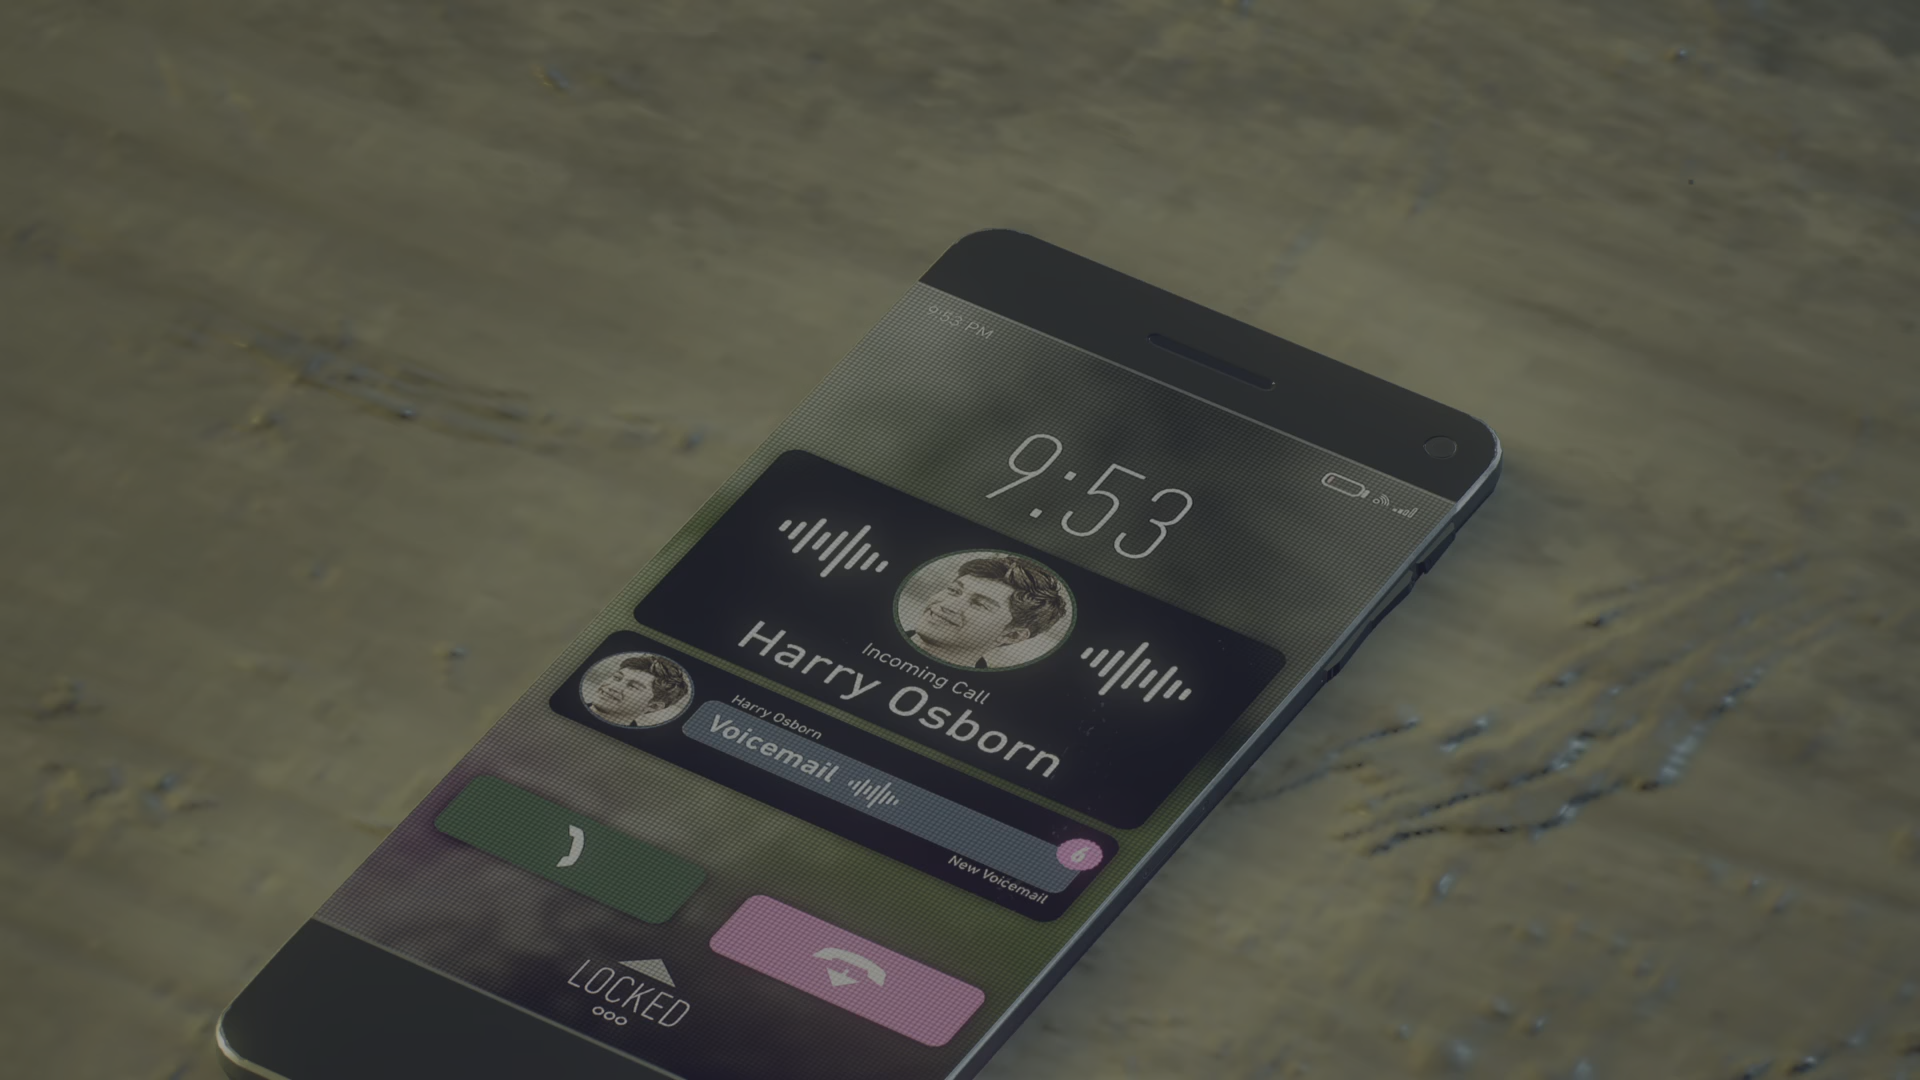 9:53 PM
9:53
Incoming Call
Harry Osborn
Harry Osborn
Voicemail
6
New Voicemail
LOCKED